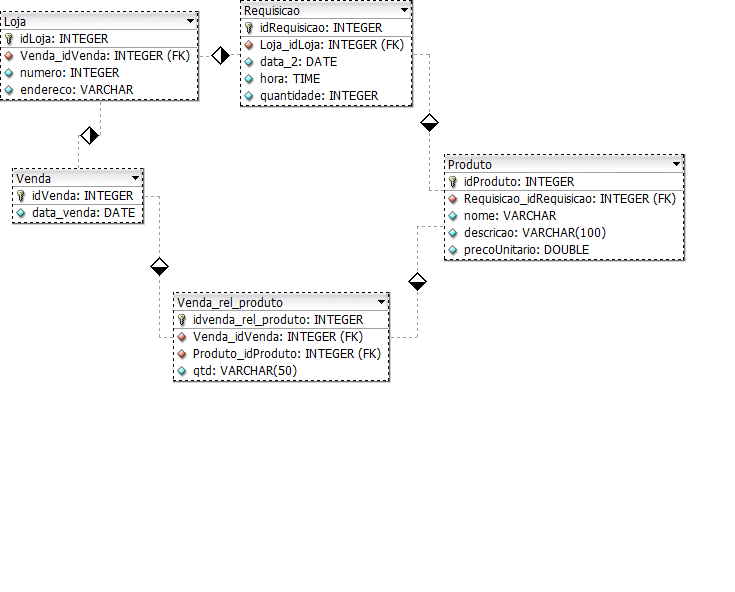 Loja
idLoja: INTEGER
Venda_idVenda: INTEGER (FK)
numero: INTEGER
endereco: VARCHAR
Requisicao
idRequisicao: INTEGER
Loja_idLoja: INTEGER (FK)
data_2: DATE
hora: TIME
quantidade: INTEGER
Produto
idProduto: INTEGER
Requisicao_idRequisicao: INTEGER (FK)
nome: VARCHAR
descricao: VARCHAR(100)
precoUnitario: DOUBLE
Venda
idVenda: INTEGER
data_venda: DATE
Venda_rel_produto
idvenda_rel_produto: INTEGER
Venda_idVenda: INTEGER (FK)
Produto_idProduto: INTEGER (FK)
qtd: VARCHAR(50)